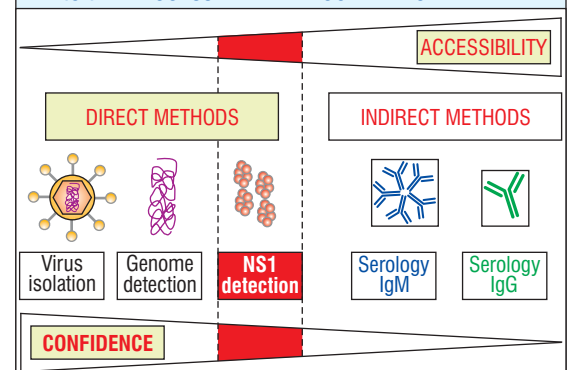 ACCESSIBILITY
DIRECT METHODS
INDIRECT METHODS
Virus
isolation
Genome
detection
NS1
detection
Serology
IgM
Serology
IgG
CONFIDENCE